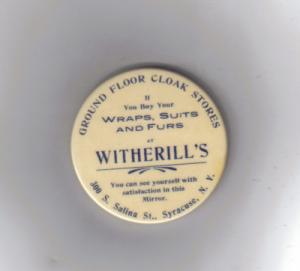 GROUND FLOOR CLOAK STORES
If
You Buy Your
WRAPS, SUITS
AND FURS
AT
WITHERILL'S
You can see yourself with
satisfaction in this
Mirror.
300 S. Salina St., Syracuse, N. Y.